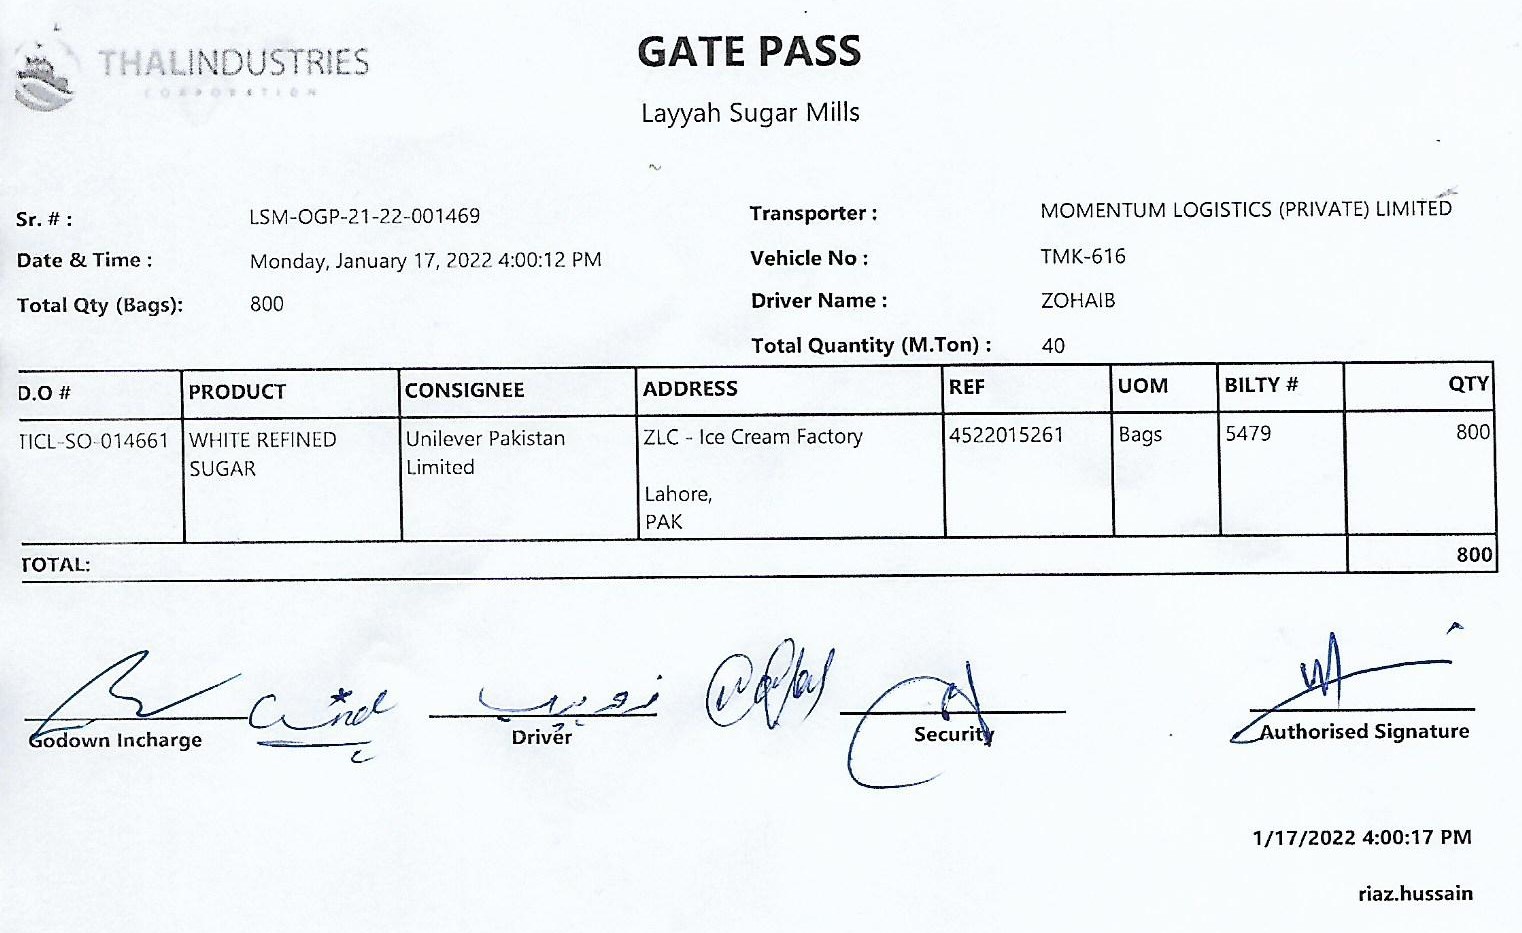 THALINDUSTRIES
CORPORATION
GATE PASS
Layyah Sugar Mills
Sr. # : LSM-OGP-21-22-001469
Date & Time : Monday, January 17, 2022 4:00:12 PM
Total Qty (Bags): 800
Transporter : MOMENTUM LOGISTICS (PRIVATE) LIMITED
Vehicle No : TMK-616
Driver Name : ZOHAIB
Total Quantity (M.Ton) : 40
D.O # PRODUCT CONSIGNEE ADDRESS REF UOM BILTY # QTY
TICL-SO-014661 WHITE REFINED Unilever Pakistan ZLC - Ice Cream Factory 4522015261 Bags 5479 800
SUGAR Limited
Lahore,
PAK
TOTAL: 800
زوہیب
Godown Incharge Driver Security Authorised Signature
1/17/2022 4:00:17 PM
riaz.hussain